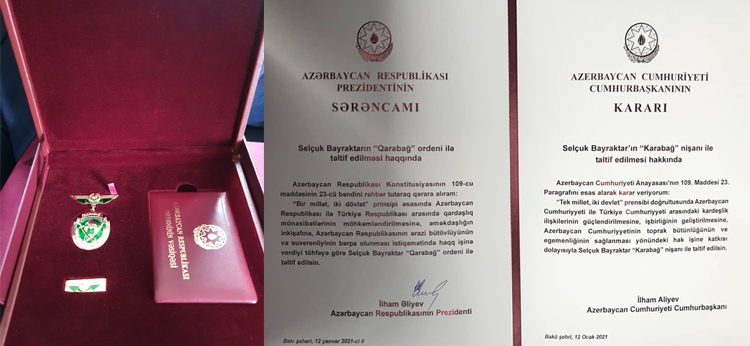 AZƏRBAYCAN RESPUBLİKASI
ordenin vəsiqəsi
AZƏRBAYCAN RESPUBLİKASI
PREZİDENTİNİN
SƏRƏNCAMI
Selçuk Bayraktarın “Qarabağ” ordeni ilə
təltif edilməsi haqqında
Azərbaycan Respublikası Konstitusiyasının 109-cu
maddəsinin 23-cü bəndini rəhbər tutaraq qərara alıram:
“Bir millət, iki dövlət” prinsipi əsasında Azərbaycan
Respublikası ilə Türkiyə Respublikası arasında qardaşlıq
münasibətlərinin möhkəmləndirilməsinə, əməkdaşlığın
inkişafına, Azərbaycan Respublikasının ərazi bütövlüyünün
və suverenliyinin bərpa olunması istiqamətində haqq işinə
verdiyi töhfəyə görə Selçuk Bayraktar “Qarabağ” ordeni ilə
təltif edilsin.
İlham Əliyev
Azərbaycan Respublikasının Prezidenti
Bakı şəhəri, 12 yanvar 2021-ci il
AZERBAYCAN CUMHURİYETİ
CUMHURBAŞKANININ
KARARI
Selçuk Bayraktar’ın “Karabağ” nişanı ile
taltif edilmesi hakkında
Azerbaycan Cumhuriyeti Anayasası’nın 109. Maddesi 23.
Paragrafını esas alarak karar veriyorum:
“Tek millet, iki devlet” prensibi doğrultusunda Azerbaycan
Cumhuriyeti ile Türkiye Cumhuriyeti arasındaki kardeşlik
ilişkilerinin güçlendirilmesine, işbirliğinin geliştirilmesine,
Azerbaycan Cumhuriyetinin toprak bütünlüğünün ve
egemenliğinin sağlanması yönündeki hak işine katkısı
dolayısıyla Selçuk Bayraktar “Karabağ” nişanı ile taltif edilsin.
İlham Aliyev
Azerbaycan Cumhuriyeti Cumhurbaşkanı
Bakü şehri, 12 Ocak 2021